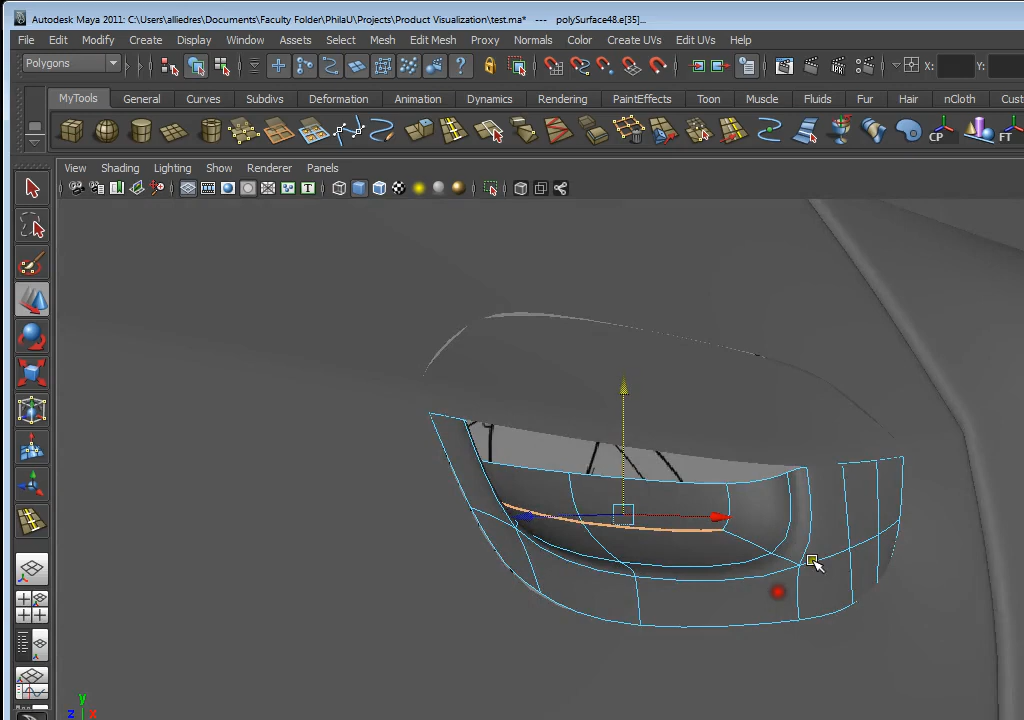 Autodesk Maya 2011: C:\Users\alliedres\Documents\Faculty Folder\PhilaU\Projects\Product Visualization\test.ma* --- polySurface48.e[35]...
File Edit Modify Create Display Window Assets Select Mesh Edit Mesh Proxy Normals Color Create UVs Edit UVs Help
Polygons X: Y:
MyTools General Curves Subdivs Deformation Animation Dynamics Rendering PaintEffects Toon Muscle Fluids Fur Hair nCloth Cust
CP FT
View Shading Lighting Show Renderer Panels
y
z x